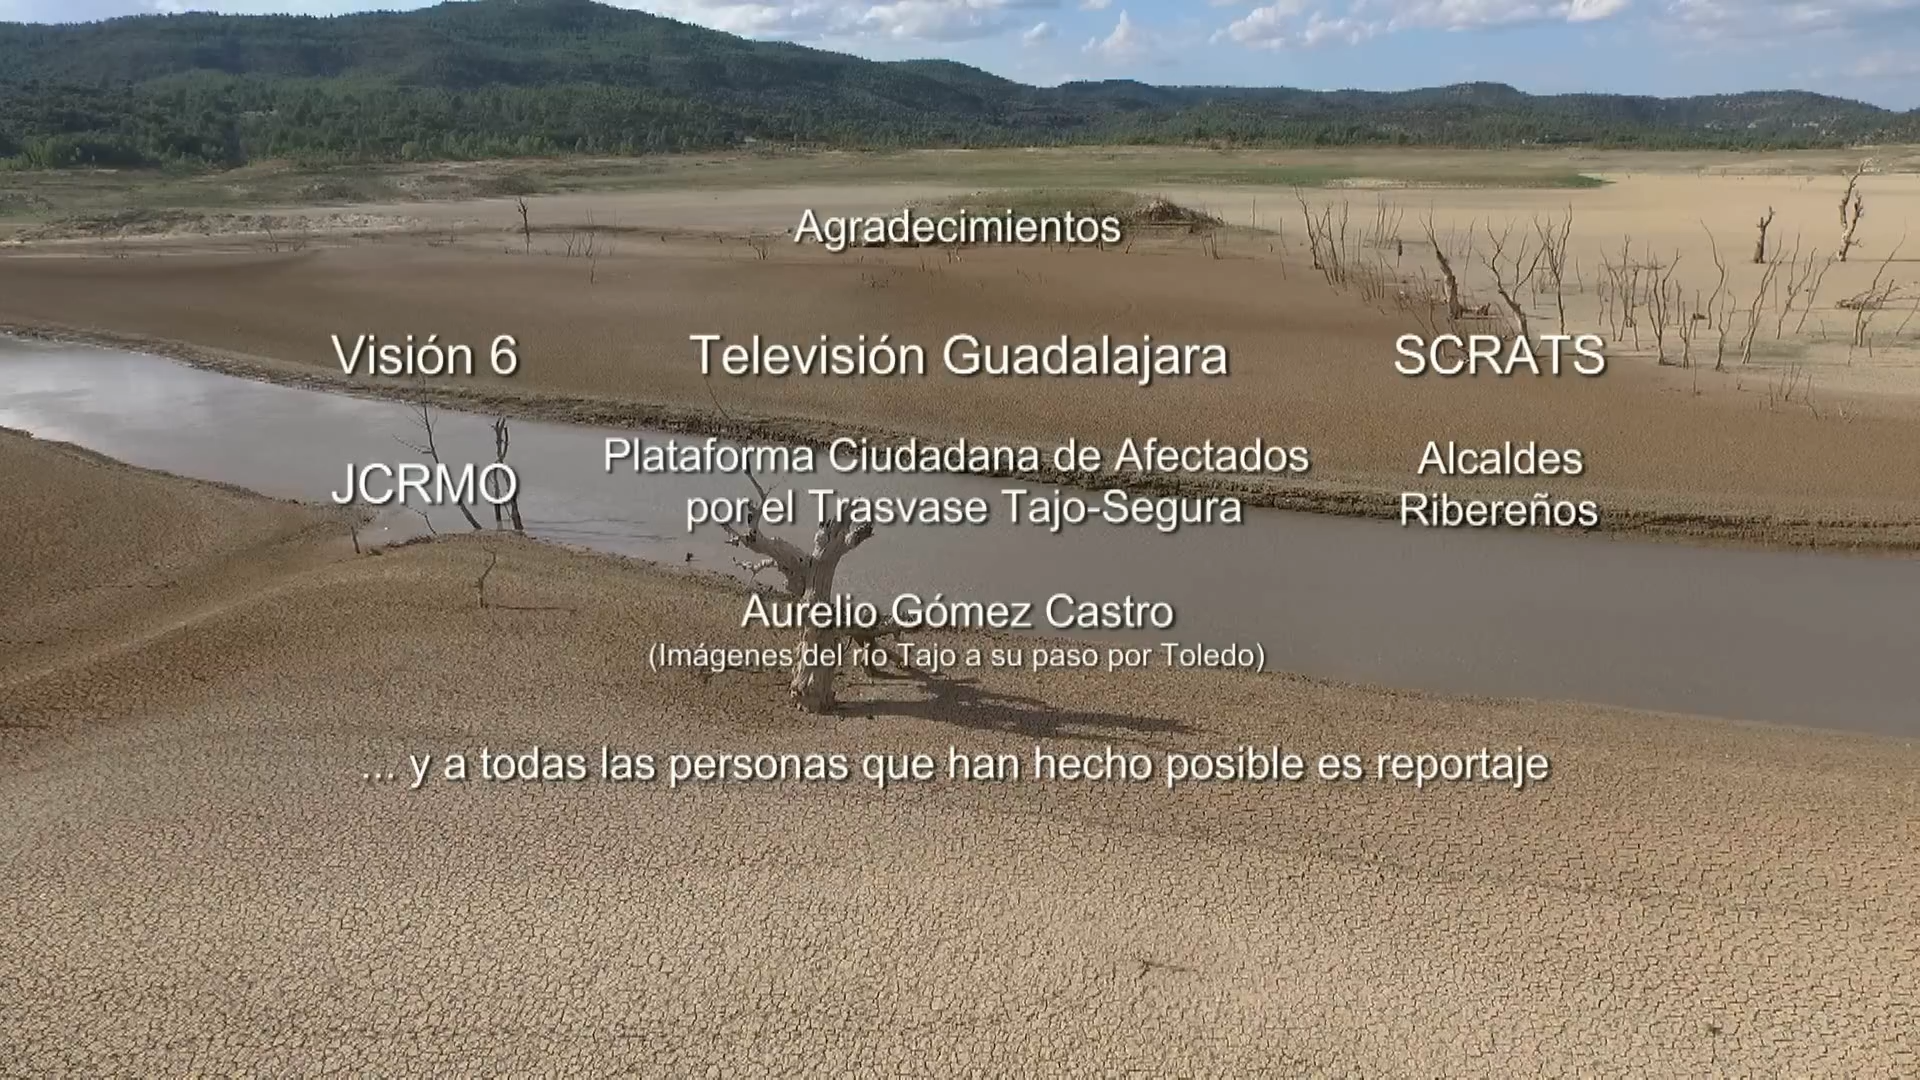 Agradecimientos
Visión 6
Televisión Guadalajara
SCRATS
JCRMO
Plataforma Ciudadana de Afectados
por el Trasvase Tajo-Segura
Alcaldes
Ribereños
Aurelio Gómez Castro
(Imágenes del río Tajo a su paso por Toledo)
... y a todas las personas que han hecho posible es reportaje